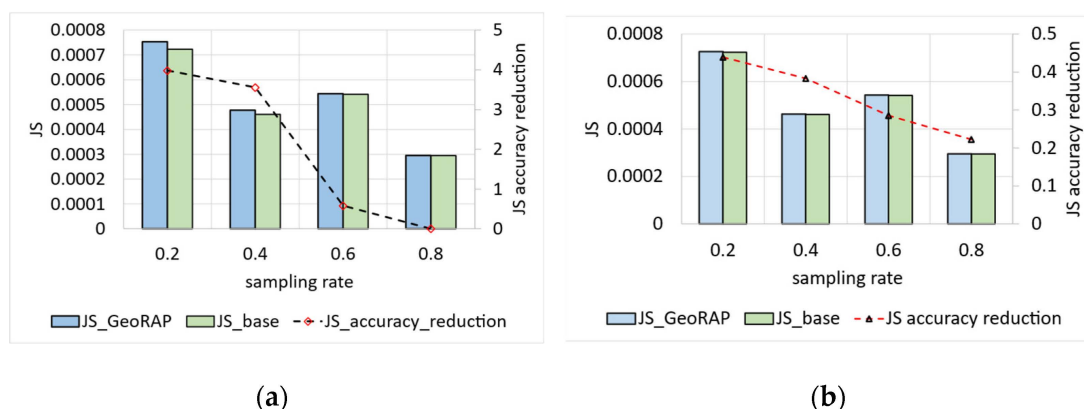 0.0008
0.0007
0.0006
0.0005
0.0004
0.0003
0.0002
0.0001
0
JS
5
4
3
2
1
0
JS accuracy reduction
0.2 0.4 0.6 0.8
sampling rate
JS_GeoRAP JS_base JS_accuracy_reduction
(a)
0.0008
0.0006
0.0004
0.0002
0
JS
0.5
0.4
0.3
0.2
0.1
0
JS accuracy reduction
0.2 0.4 0.6 0.8
sampling rate
JS_GeoRAP JS_base JS accuracy reduction
(b)